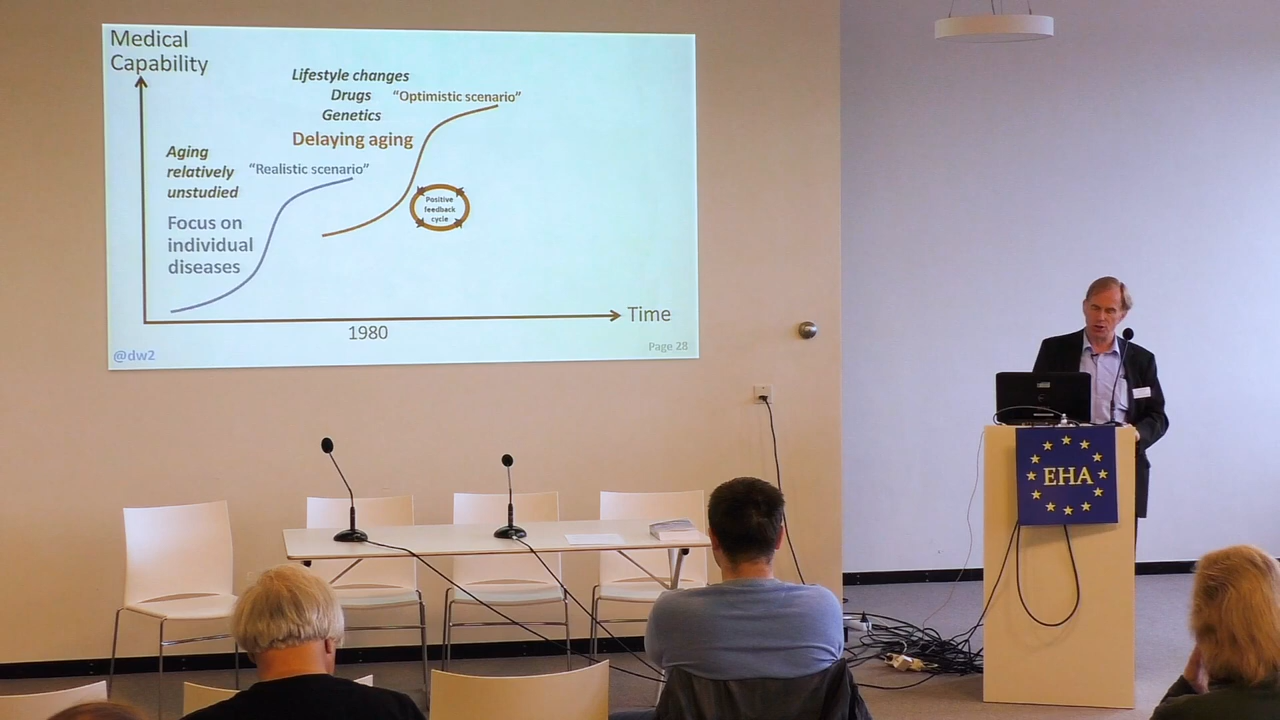 Medical
Capability
Lifestyle changes
Drugs
"Optimistic scenario"
Genetics
Delaying aging
Aging
relatively
unstudied
"Realistic scenario"
Positive
feedback
cycle
Focus on
individual
diseases
Time
1980
@dw2
Page 28
EHA